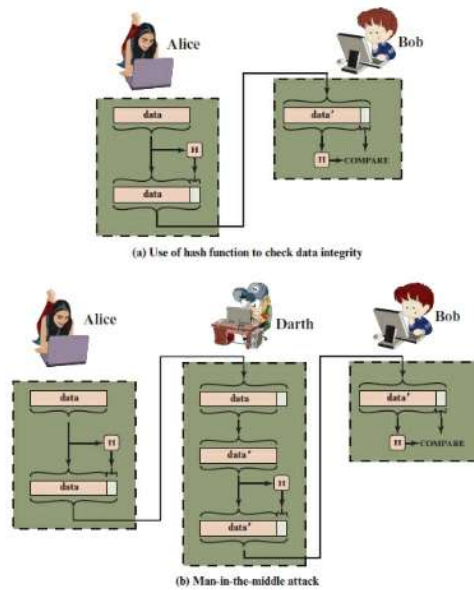 Alice
Bob
data
data'
H
H
COMPARE
data
(a) Use of hash function to check data integrity
Alice
Darth
Bob
data
data
data'
H
data'
H
COMPARE
data
H
data'
(b) Man-in-the-middle attack